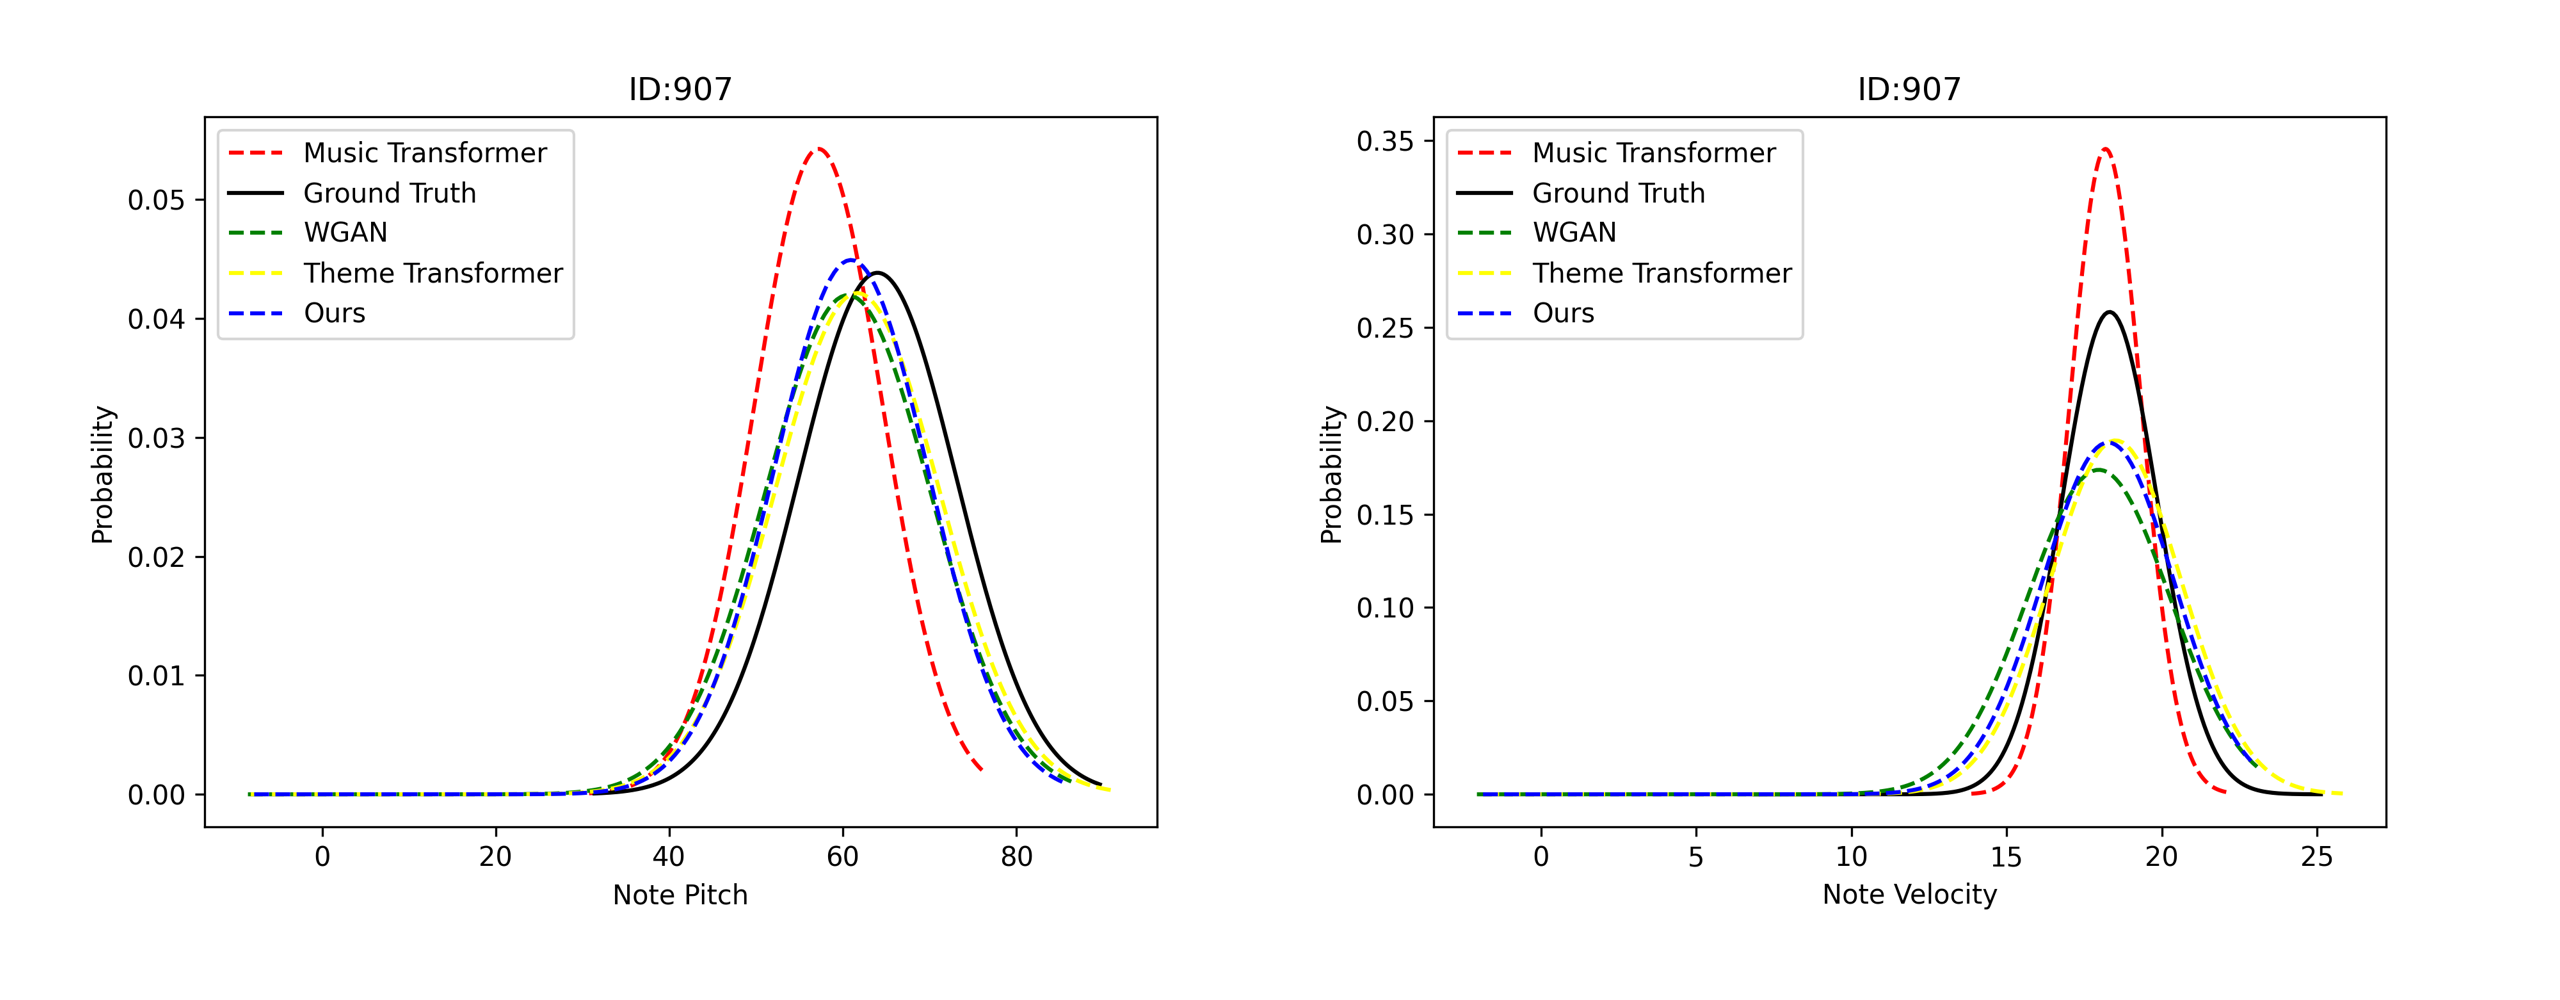 ID:907
Music Transformer
Ground Truth
WGAN
Theme Transformer
Ours
0.05
0.04
0.03
0.02
0.01
0.00
Probability
0 20 40 60 80
Note Pitch
ID:907
Music Transformer
Ground Truth
WGAN
Theme Transformer
Ours
0.35
0.30
0.25
0.20
0.15
0.10
0.05
0.00
Probability
0 5 10 15 20 25
Note Velocity